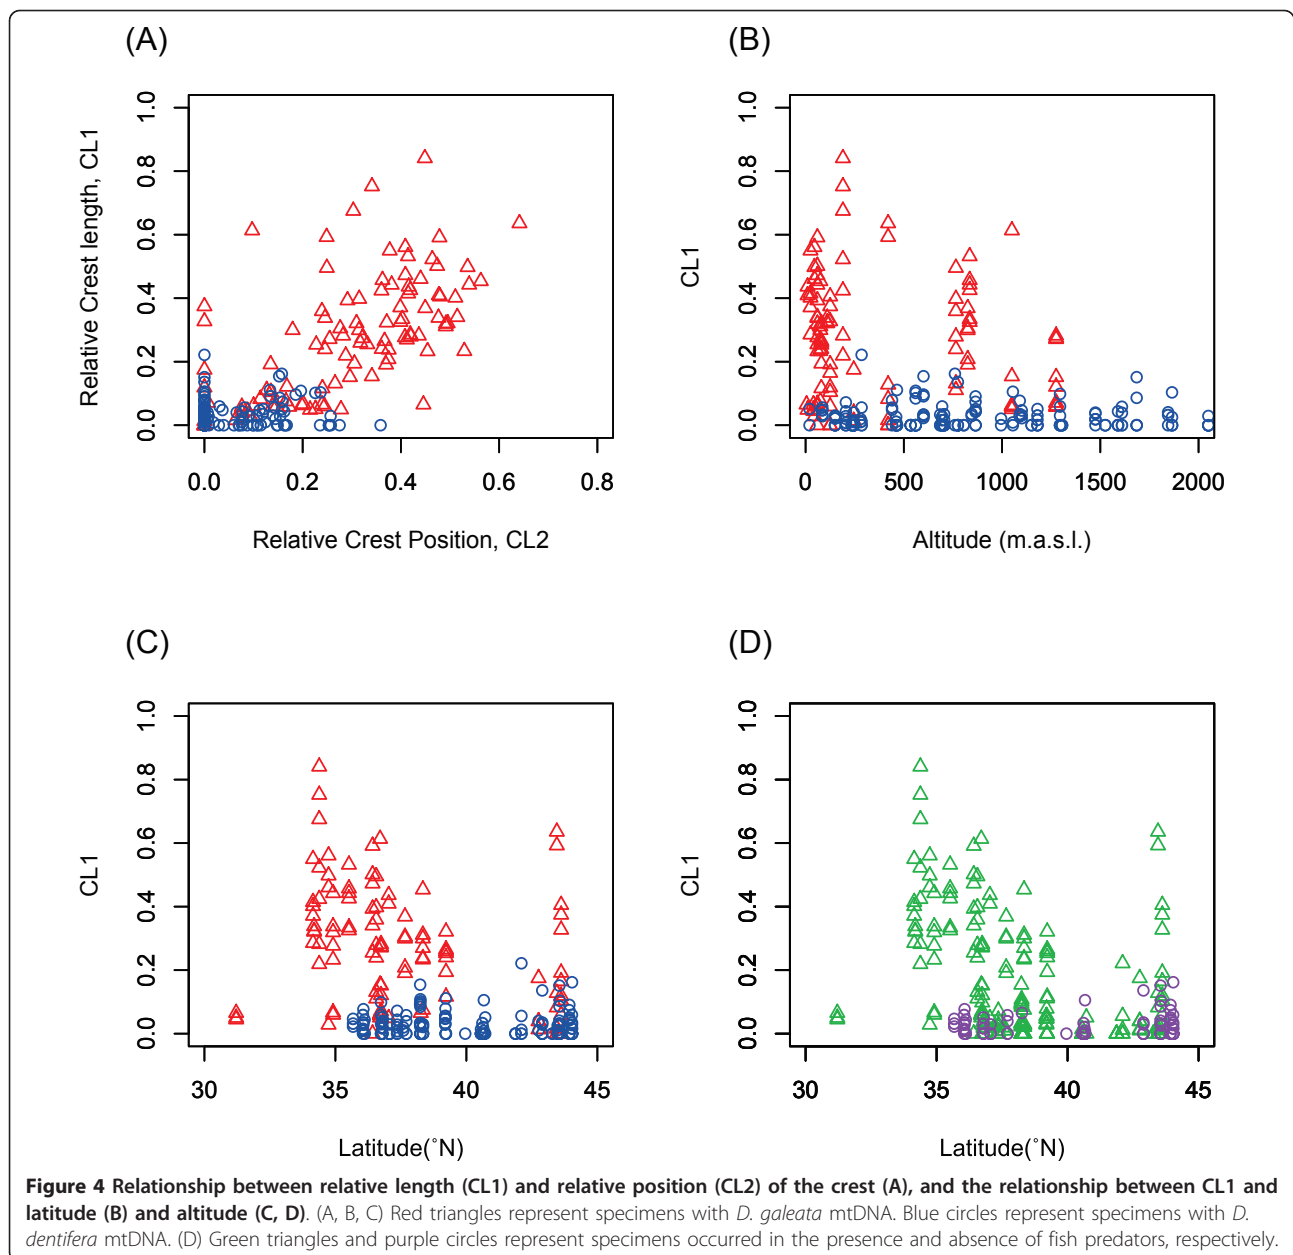 (A)
1.0
0.8
0.6
0.4
0.2
0.0
Relative Crest length, CL1
0.0 0.2 0.4 0.6 0.8
Relative Crest Position, CL2
(B)
1.0
0.8
0.6
0.4
0.2
0.0
CL1
0 500 1000 1500 2000
Altitude (m.a.s.l.)
(C)
1.0
0.8
0.6
0.4
0.2
0.0
CL1
30 35 40 45
Latitude(°N)
(D)
1.0
0.8
0.6
0.4
0.2
0.0
CL1
30 35 40 45
Latitude(°N)
Figure 4 Relationship between relative length (CL1) and relative position (CL2) of the crest (A), and the relationship between CL1 and
latitude (B) and altitude (C, D). (A, B, C) Red triangles represent specimens with D. galeata mtDNA. Blue circles represent specimens with D.
dentifera mtDNA. (D) Green triangles and purple circles represent specimens occurred in the presence and absence of fish predators, respectively.